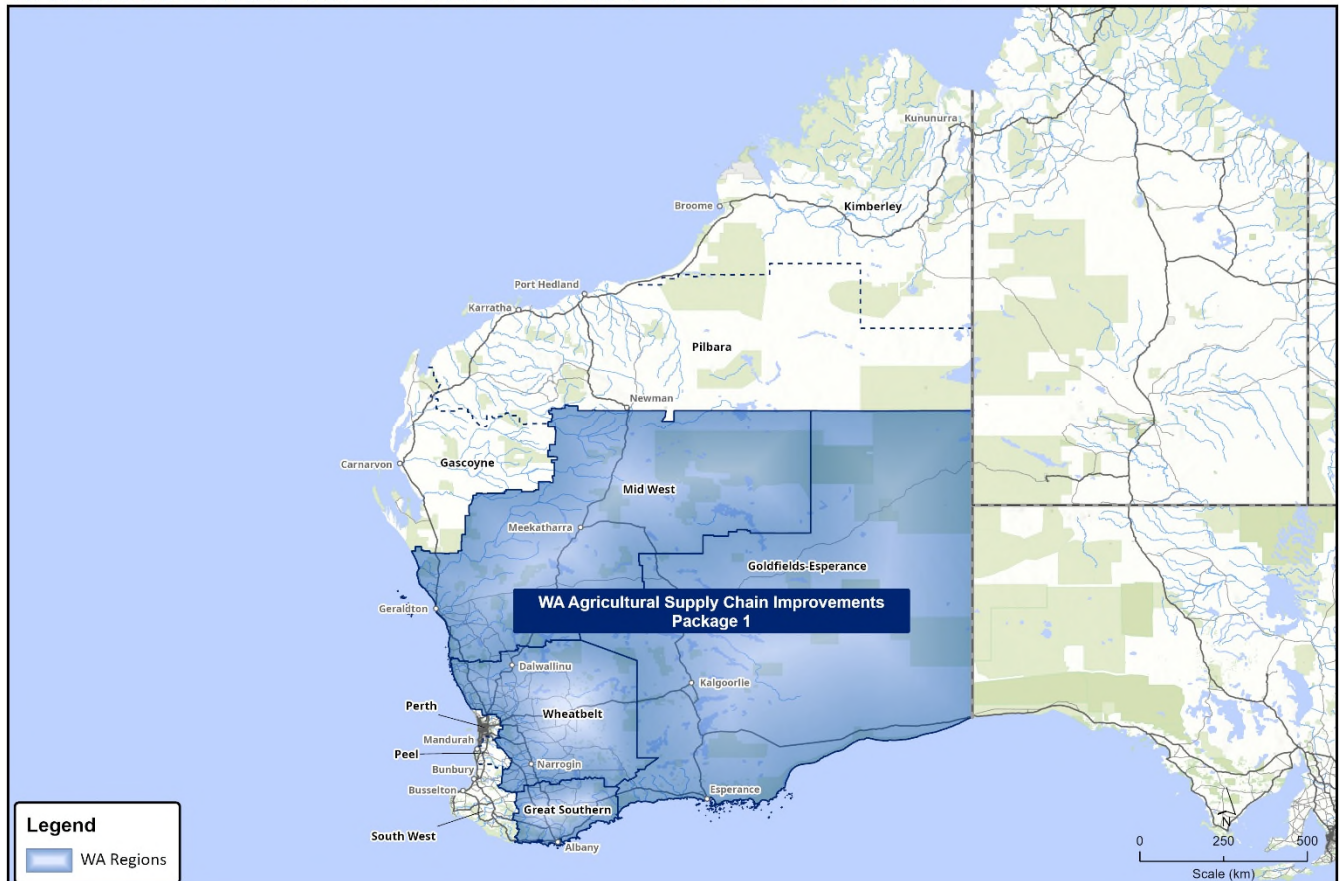 Kununurra
Broome
Kimberley
Port Hedland
Karratha
Pilbara
Newman
Carnarvon
Gascoyne
Mid West
Meekatharra
Goldfields-Esperance
WA Agricultural Supply Chain Improvements
Package 1
Geraldton
Dalwallinu
Kalgoorlie
Perth
Wheatbelt
Mandurah
Peel
Narrogin
Bunbury
Busselton
Esperance
Great Southern
South West
Albany
Legend
WA Regions
N
0 250 500
Scale (km)